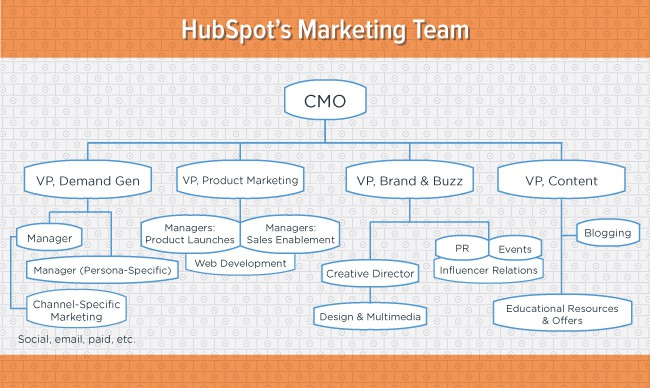 HubSpot's Marketing Team
CMO
VP, Demand Gen
VP, Product Marketing
VP, Brand & Buzz
VP, Content
Manager
Manager (Persona-Specific)
Channel-Specific
Marketing
Social, email, paid, etc.
Managers:
Product Launches
Managers:
Sales Enablement
Web Development
Creative Director
Design & Multimedia
PR
Events
Influencer Relations
Blogging
Educational Resources
& Offers